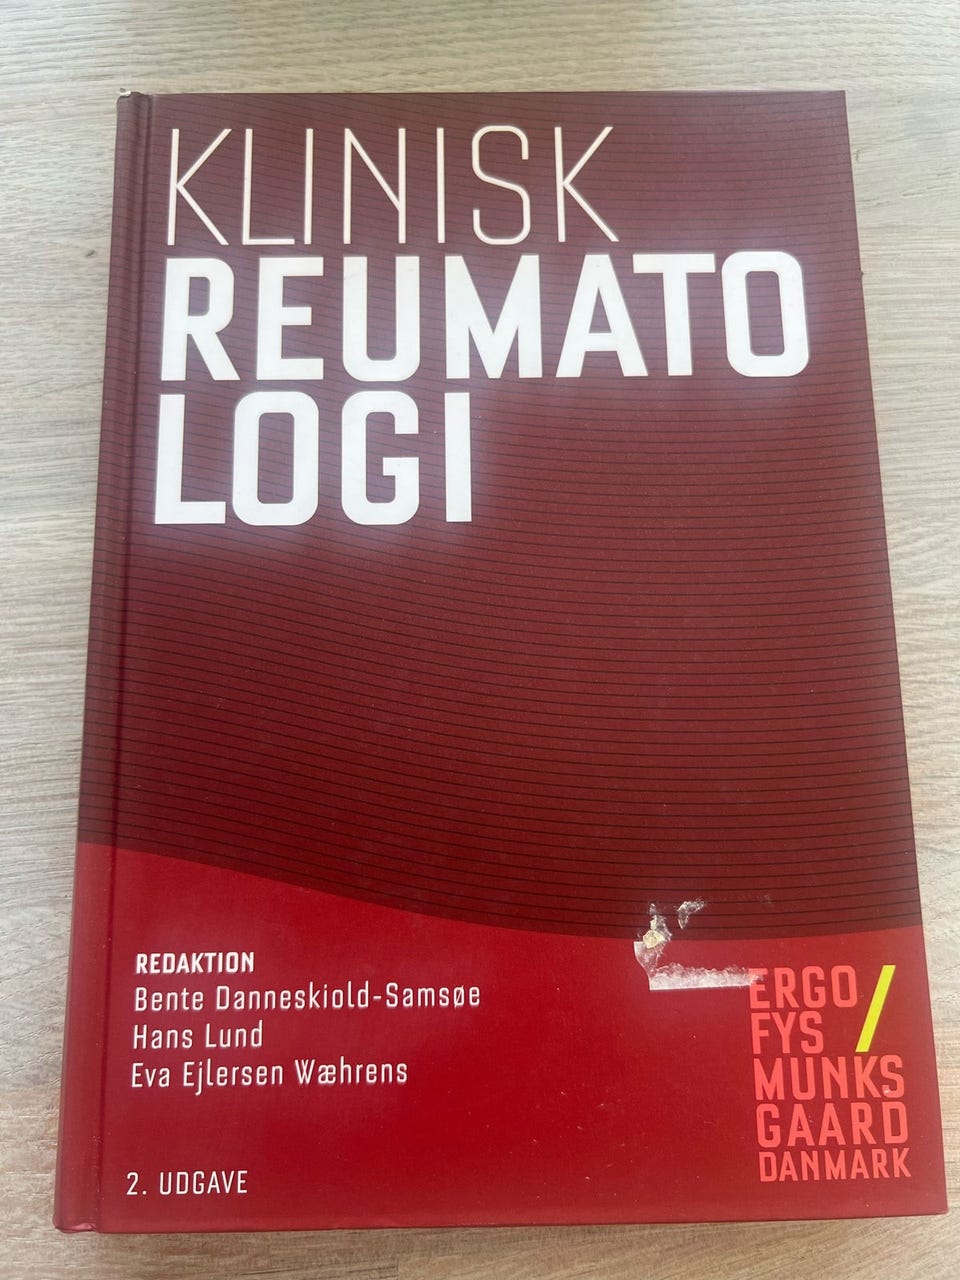 KLINISK
REUMATO
LOGI
REDAKTION
Bente Danneskiold-Samsøe
Hans Lund
Eva Ejlersen Wæhrens
2. UDGAVE
ERGO/
FYS
MUNKS
GAARD
DANMARK